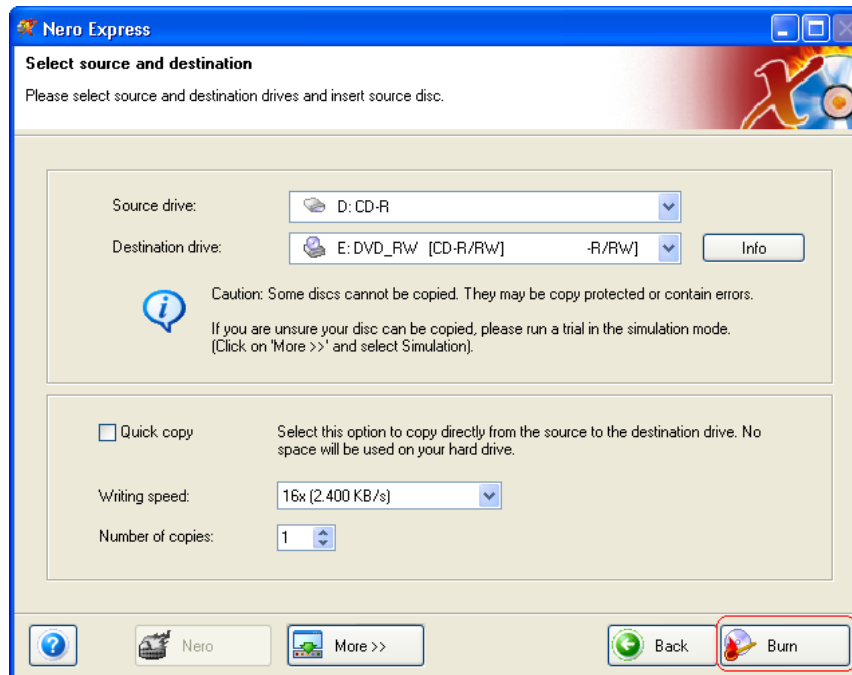 Nero Express
Select source and destination
Please select source and destination drives and insert source disc.
Source drive:
D: CD-R
Destination drive:
E: DVD_RW [CD-R/RW] -R/RW]
Info
Caution: Some discs cannot be copied. They may be copy protected or contain errors.
If you are unsure your disc can be copied, please run a trial in the simulation mode.
(Click on 'More >>' and select Simulation).
Quick copy
Select this option to copy directly from the source to the destination drive. No
space will be used on your hard drive.
Writing speed:
16x (2.400 KB/s)
Number of copies:
1
Nero
More >>
Back
Burn